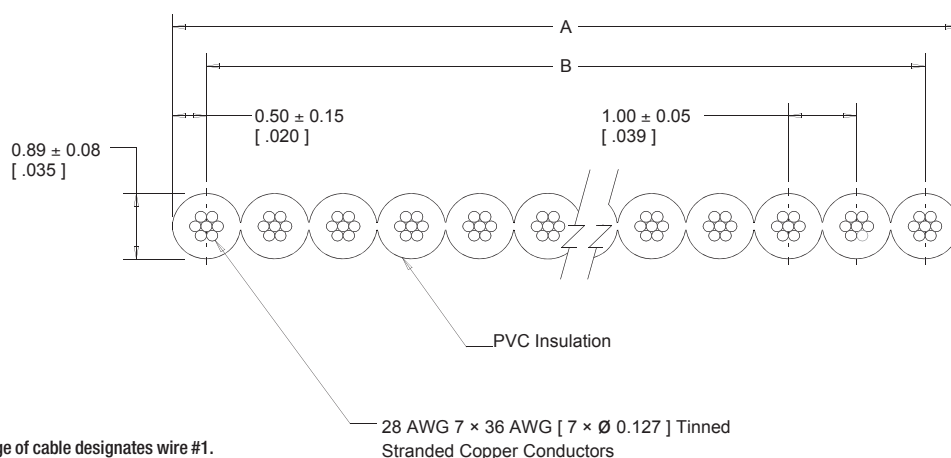 A
B
0.50 ± 0.15
[ .020 ]
1.00 ± 0.05
[ .039 ]
0.89 ± 0.08
[ .035 ]
PVC Insulation
28 AWG 7 × 36 AWG [ 7 × Ø 0.127 ] Tinned
Stranded Copper Conductors
ge of cable designates wire #1.